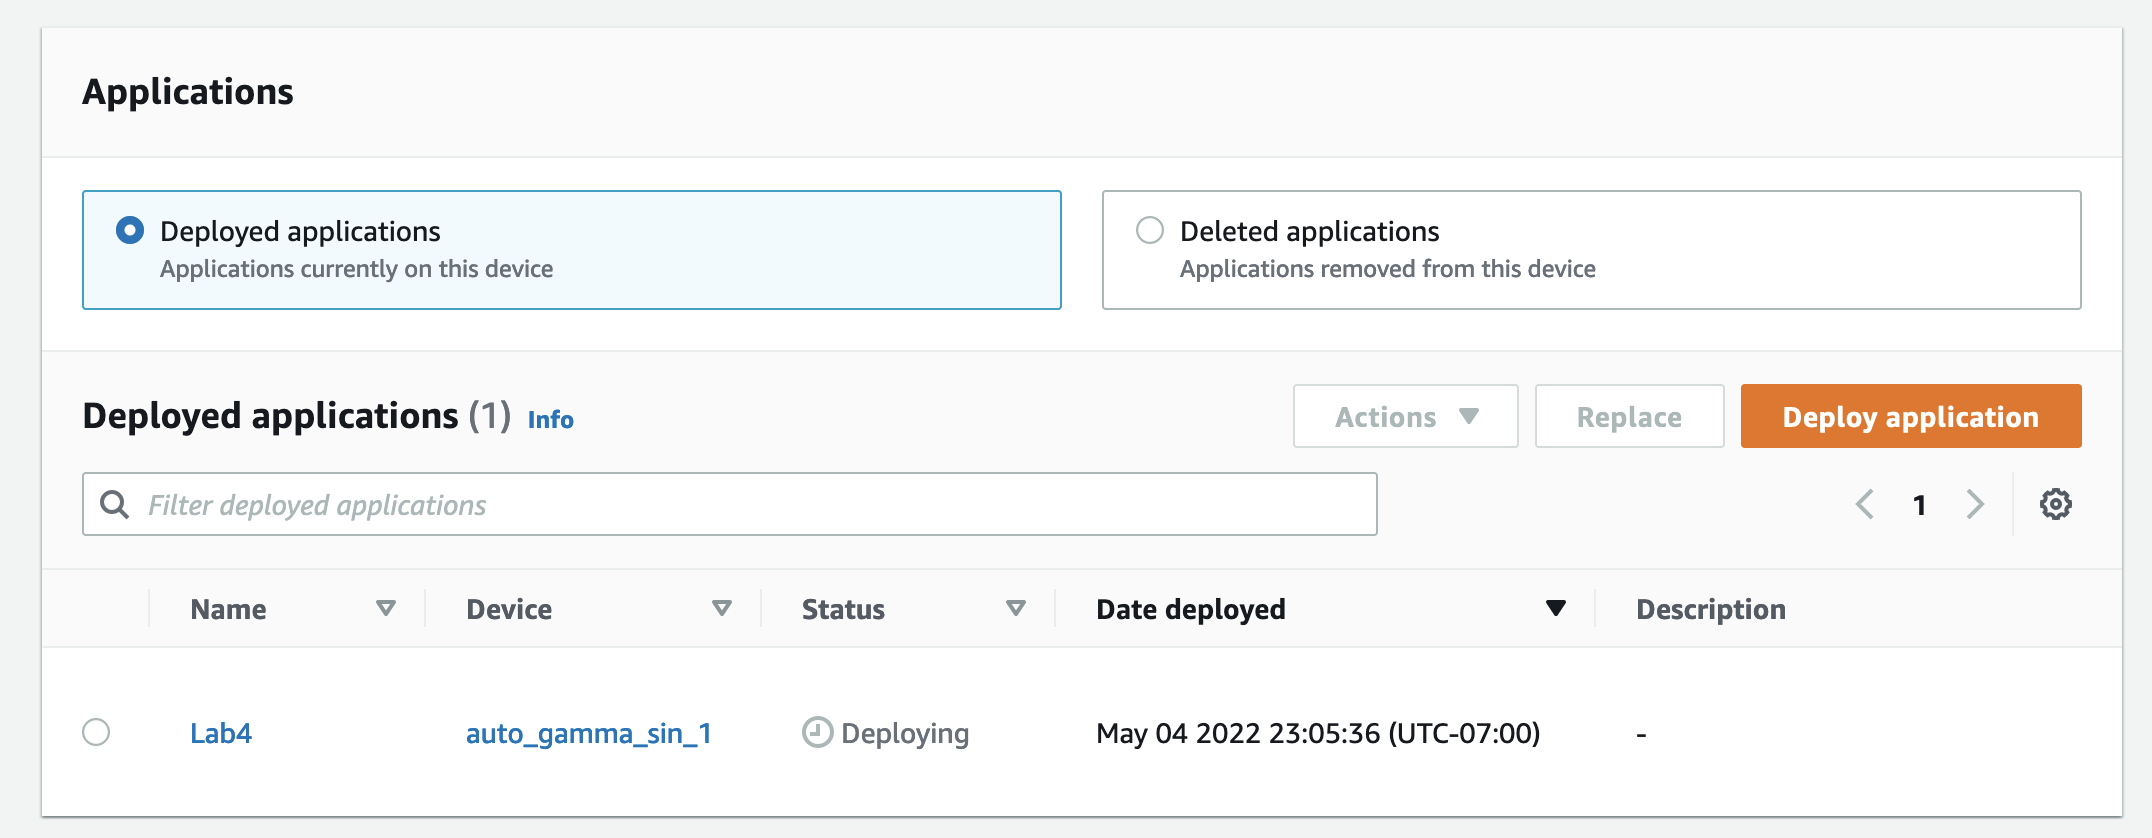 Applications
Deployed applications
Applications currently on this device
Deleted applications
Applications removed from this device
Deployed applications (1) Info
Actions
Replace
Deploy application
Filter deployed applications
1
Name Device Status Date deployed Description
Lab4 auto_gamma_sin_1 Deploying May 04 2022 23:05:36 (UTC-07:00) -